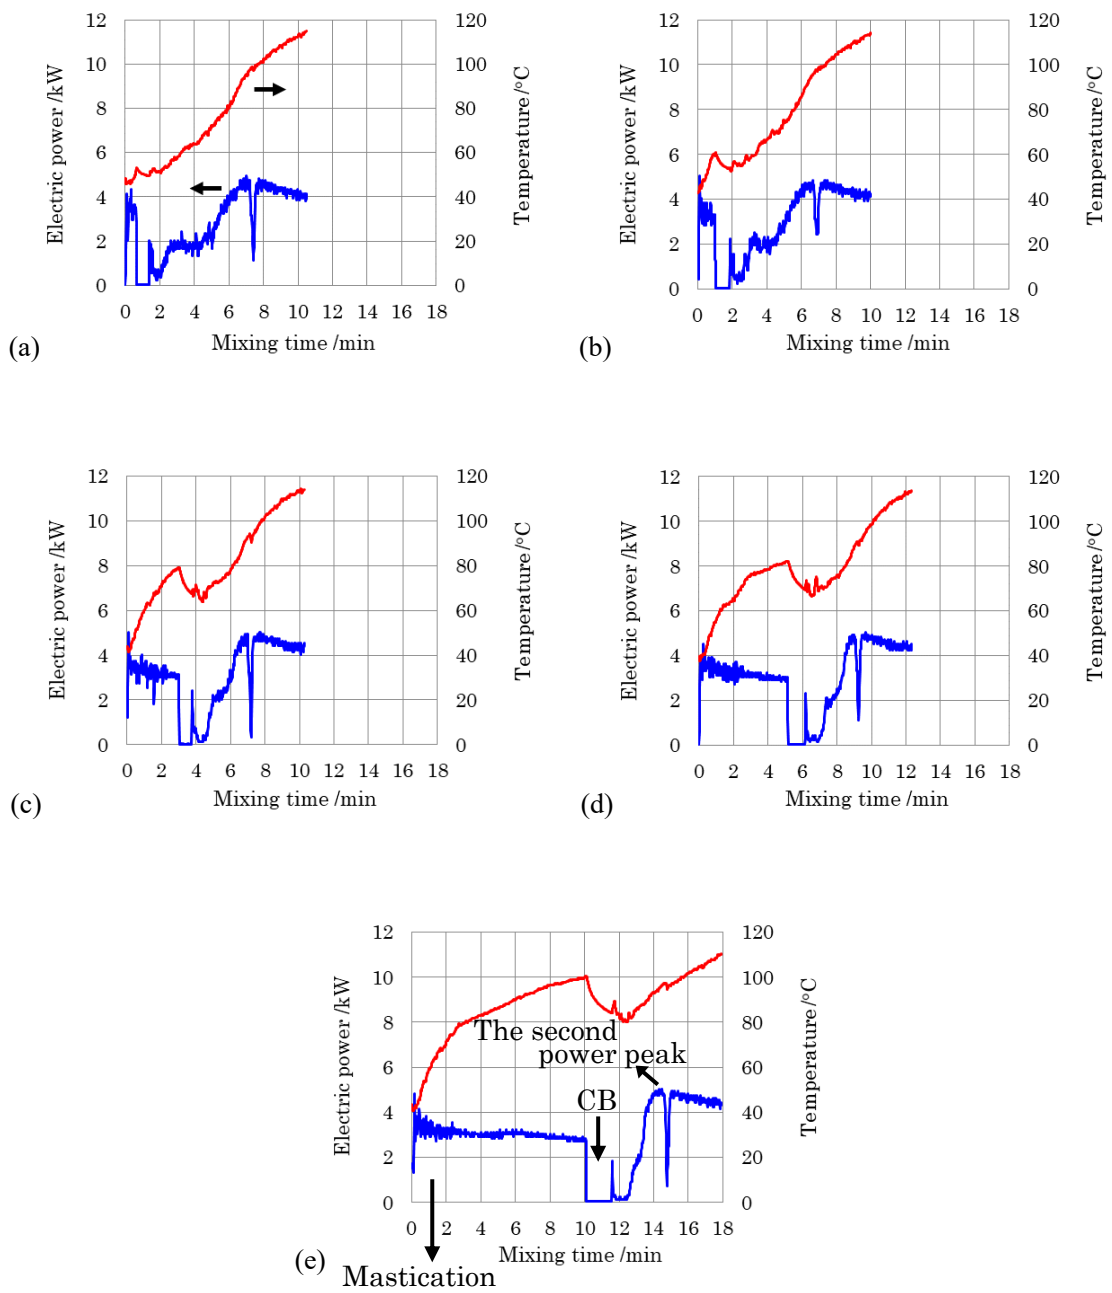 12
10
8
6
4
2
0
Electric power /kW
120
100
80
60
40
20
0
Temperature/°C
0 2 4 6 8 10 12 14 16 18
Mixing time /min
(a)
12
10
8
6
4
2
0
Electric power /kW
120
100
80
60
40
20
0
Temperature/°C
0 2 4 6 8 10 12 14 16 18
Mixing time /min
(b)
12
10
8
6
4
2
0
Electric power /kW
120
100
80
60
40
20
0
Temperature/°C
0 2 4 6 8 10 12 14 16 18
Mixing time /min
(c)
12
10
8
6
4
2
0
Electric power /kW
120
100
80
60
40
20
0
Temperature/°C
0 2 4 6 8 10 12 14 16 18
Mixing time /min
(d)
12
10
8
6
4
2
0
Electric power /kW
120
100
80
60
40
20
0
Temperature/°C
The second
power peak
CB
0 2 4 6 8 10 12 14 16 18
Mixing time /min
(e)
Mastication